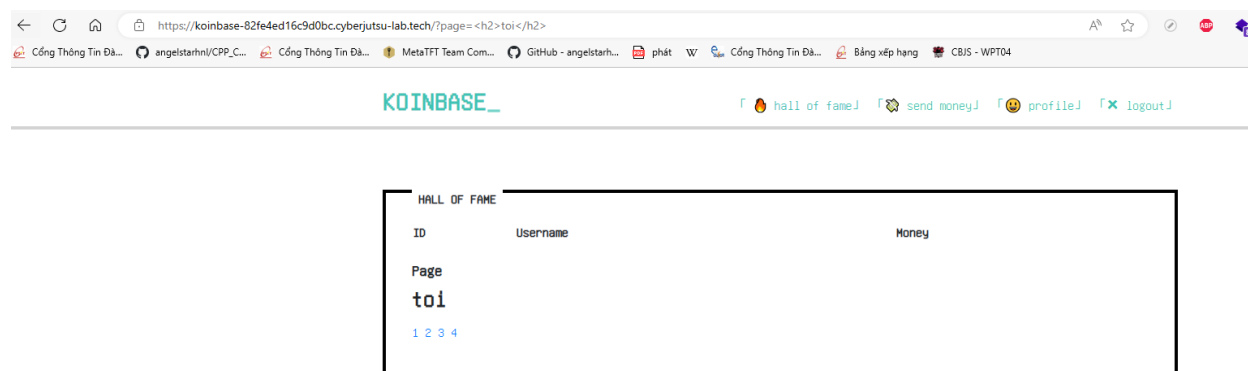 https://koinbase-82fe4ed16c9d0bc.cyberjutsu-lab.tech/?page=<h2>toi</h2>
Cổng Thông Tin Đà... angelstarhnl/CPP_C... Cổng Thông Tin Đà... MetaTFT Team Com... GitHub - angelstarh... phát W Cổng Thông Tin Đà... Bảng xếp hạng CBJS - WPT04
KOINBASE_ 「🔥 hall of fame」 「💸 send money」 「😀 profile」 「✕ logout」
HALL OF FAME
ID Username Money
Page
toi
1 2 3 4